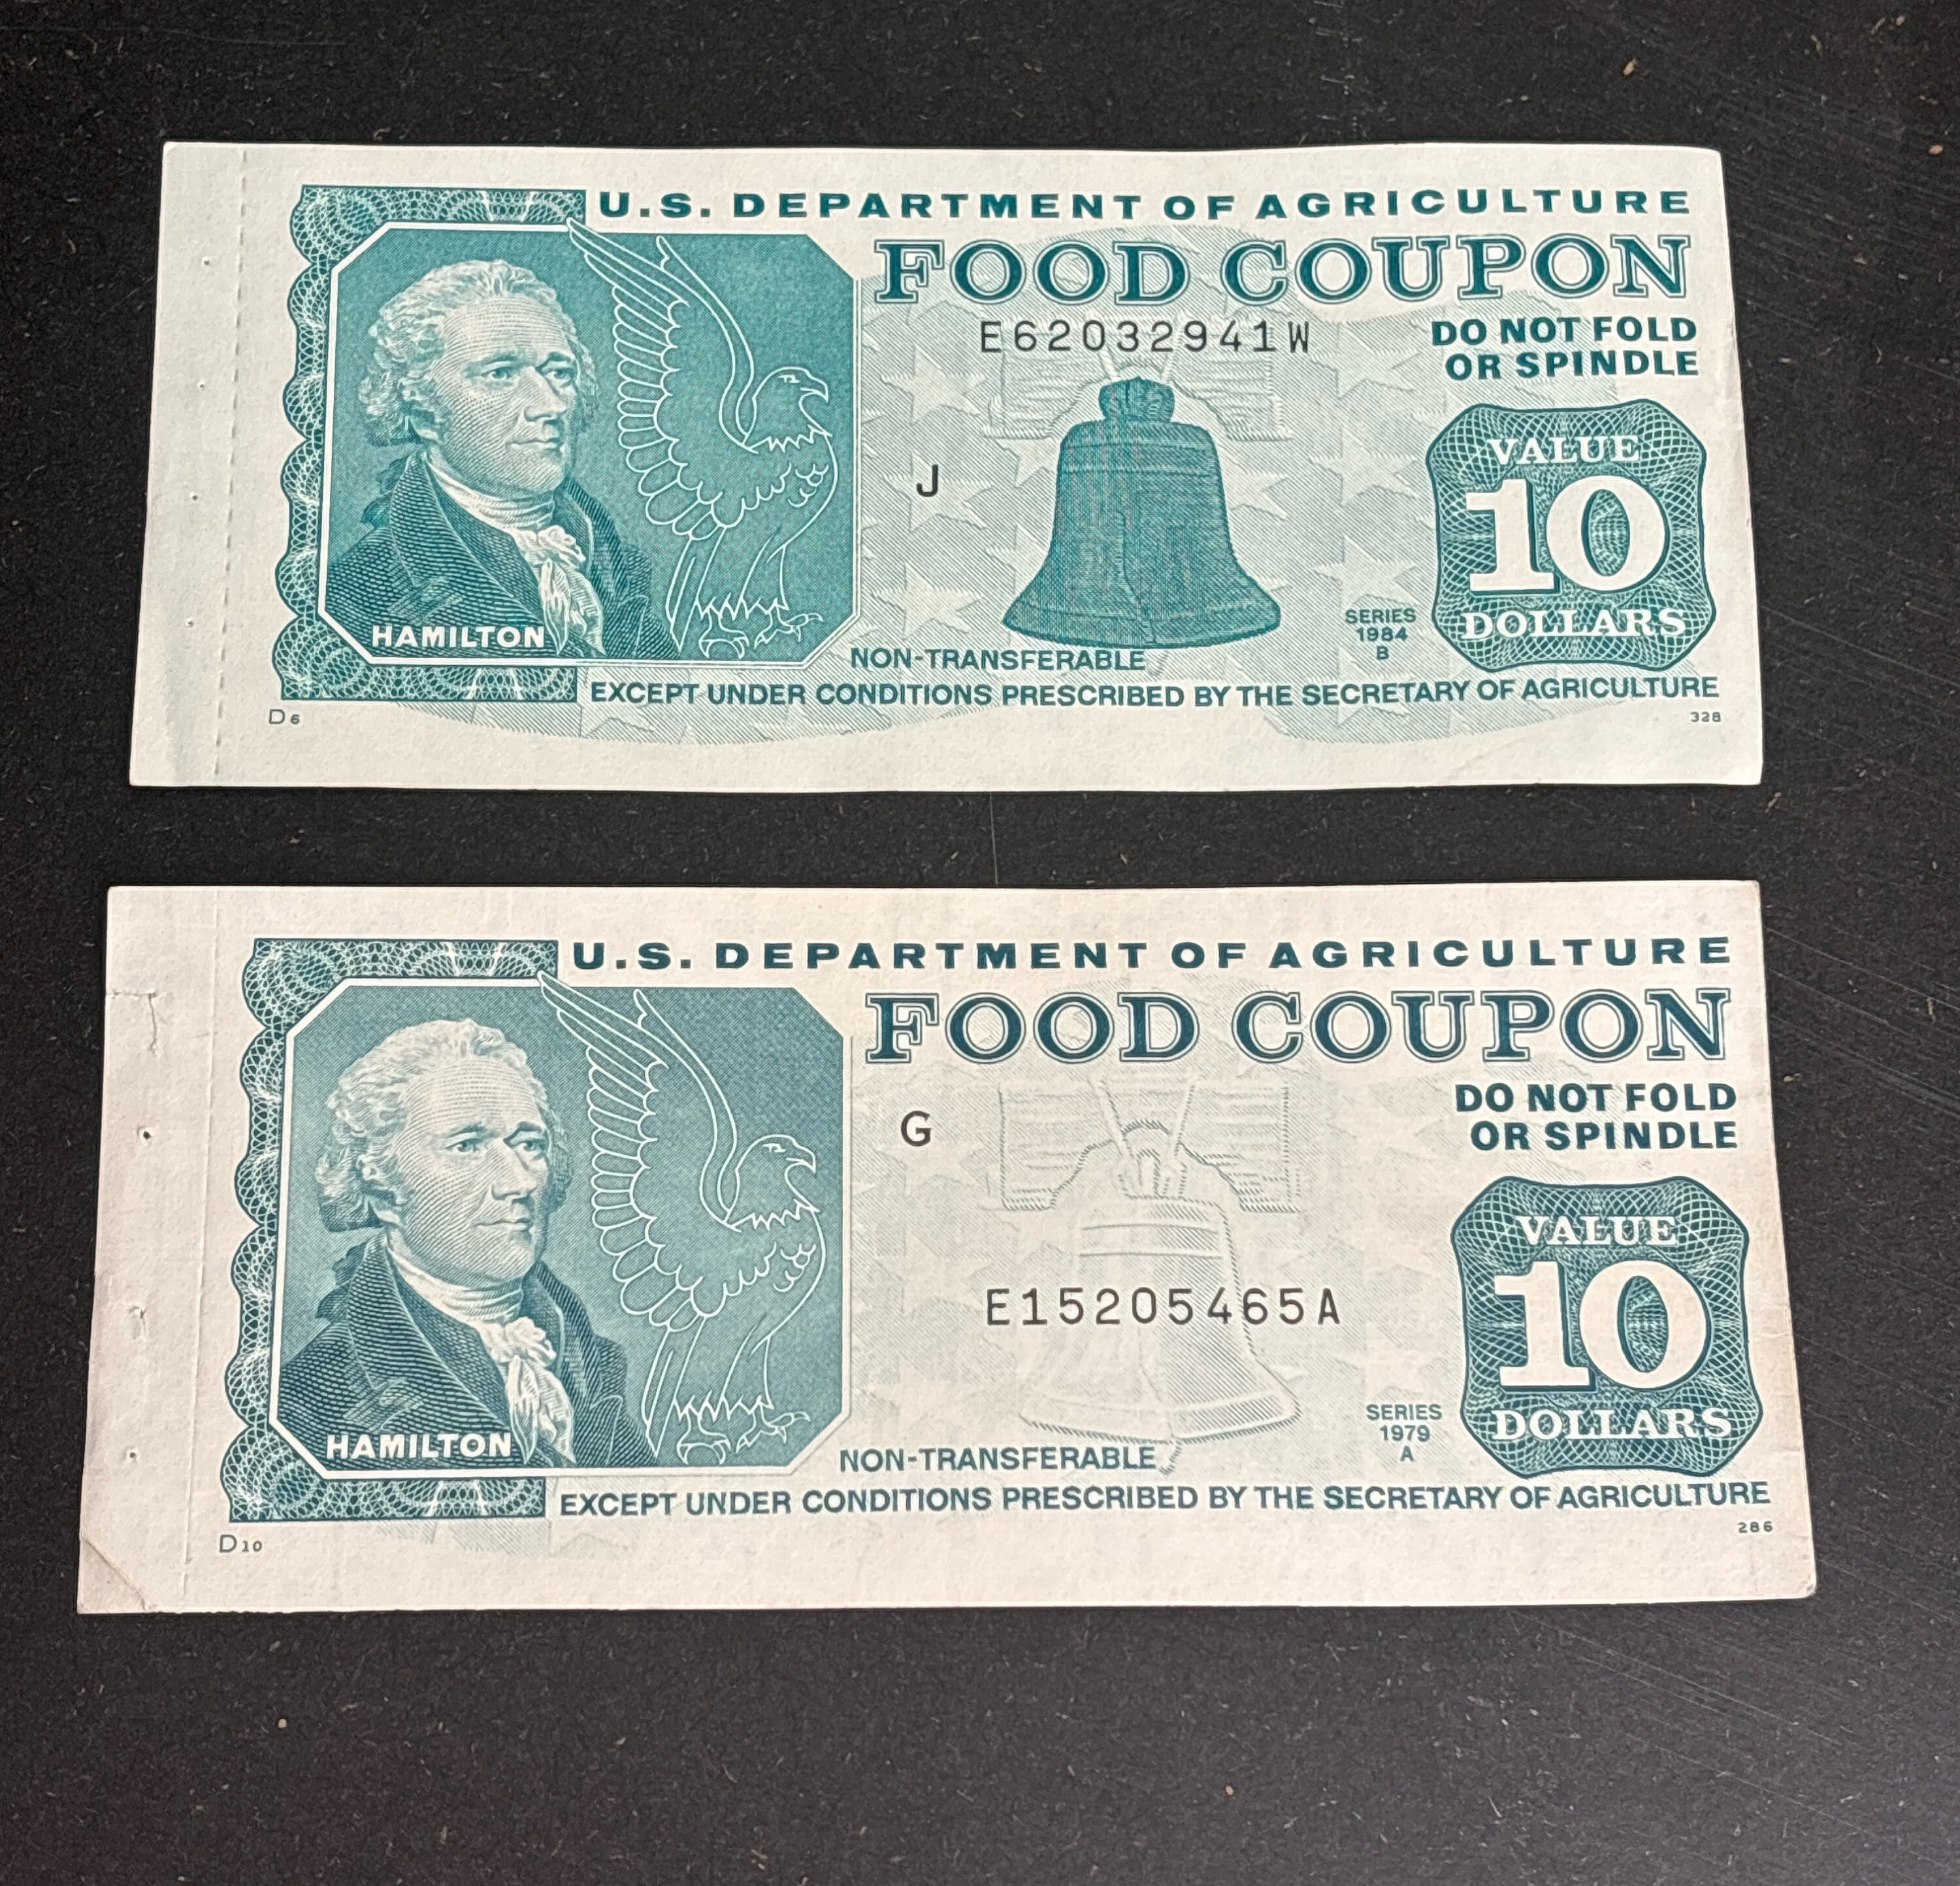 U.S. DEPARTMENT OF AGRICULTURE
FOOD COUPON
E62032941W
DO NOT FOLD
OR SPINDLE
J
VALUE
10
DOLLARS
SERIES
1984
B
HAMILTON
NON-TRANSFERABLE
EXCEPT UNDER CONDITIONS PRESCRIBED BY THE SECRETARY OF AGRICULTURE
D6
328
U.S. DEPARTMENT OF AGRICULTURE
FOOD COUPON
DO NOT FOLD
OR SPINDLE
G
VALUE
10
DOLLARS
E15205465A
SERIES
1979
A
HAMILTON
NON-TRANSFERABLE
EXCEPT UNDER CONDITIONS PRESCRIBED BY THE SECRETARY OF AGRICULTURE
D10
286